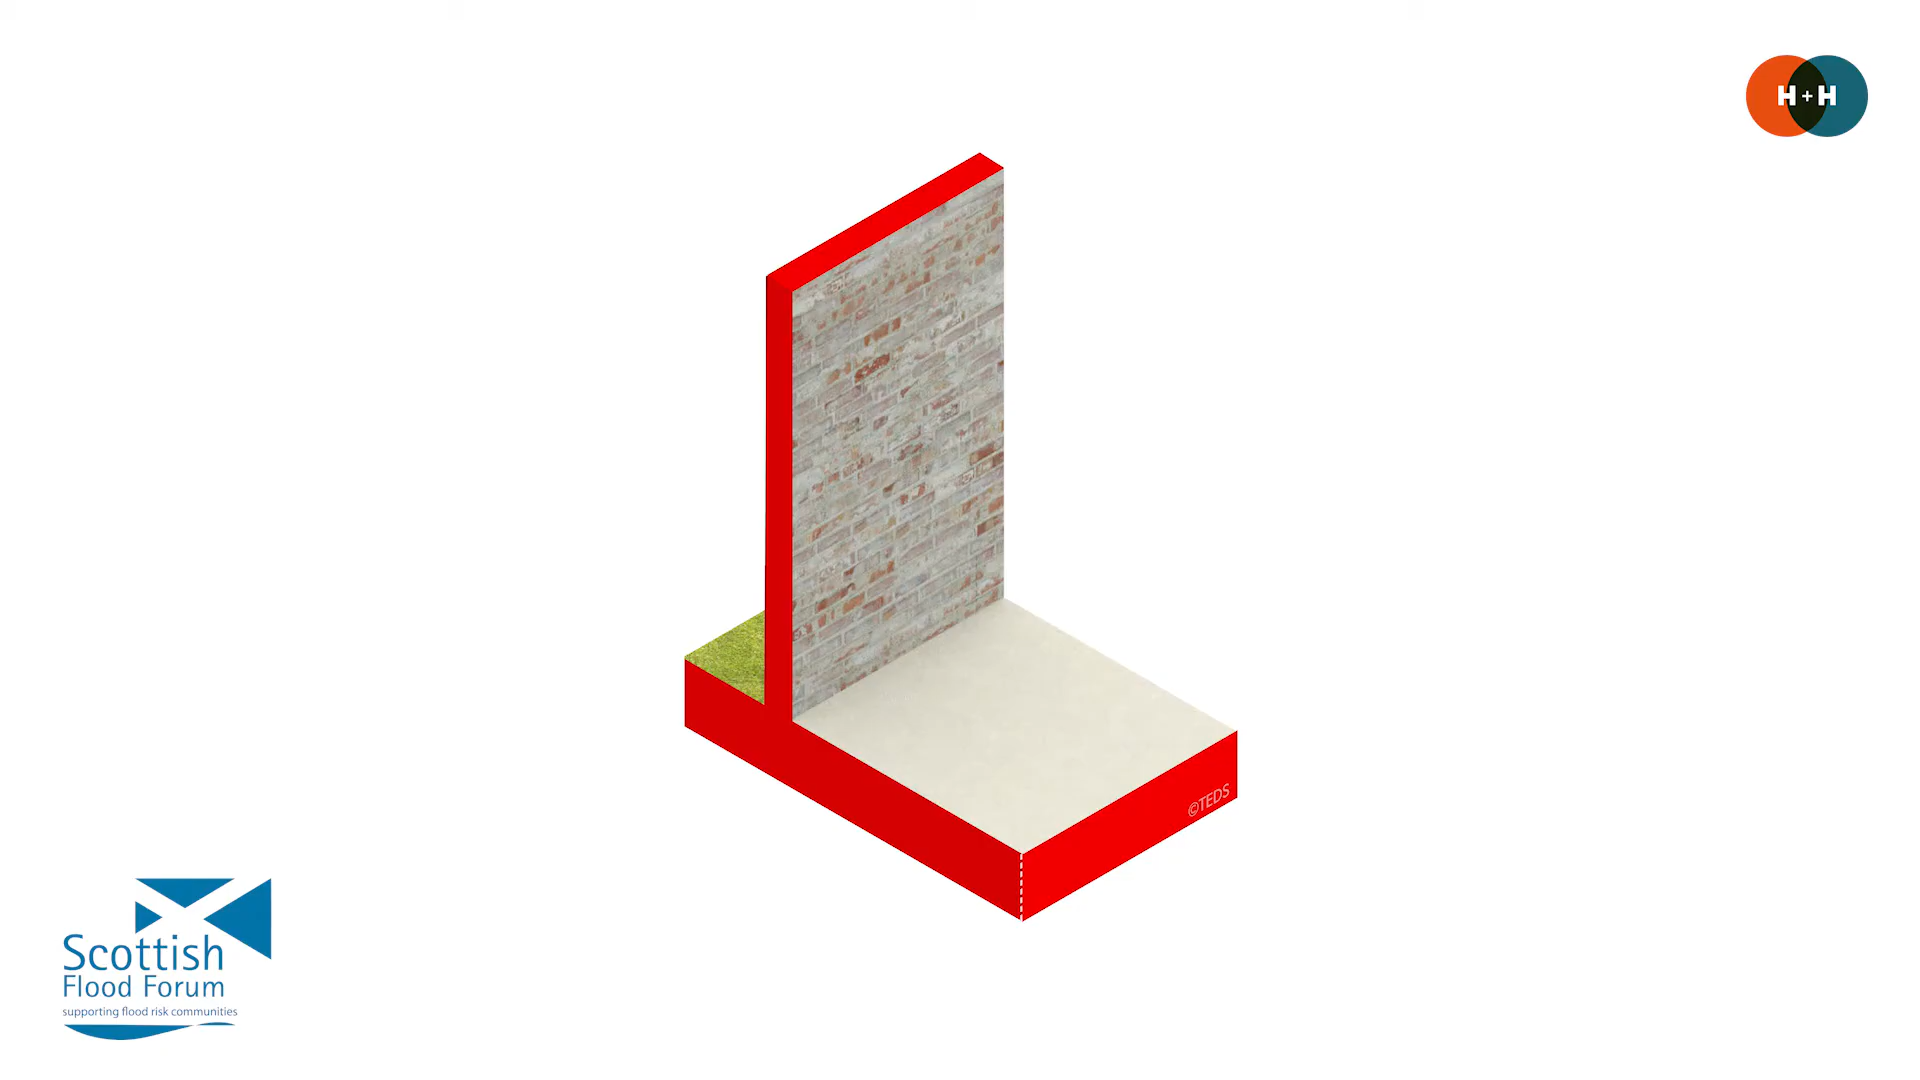 H+H
©TEDS
Scottish
Flood Forum
supporting flood risk communities